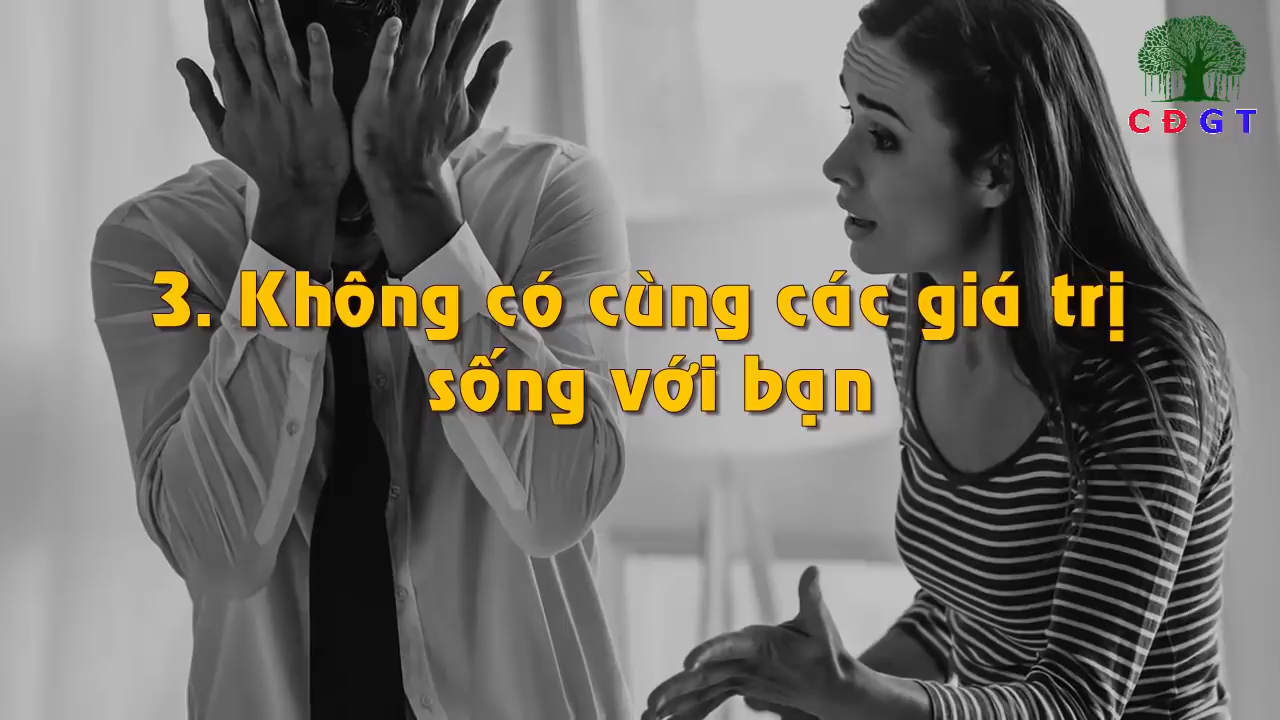 CĐGT
3. Không có cùng các giá trị
sống với bạn